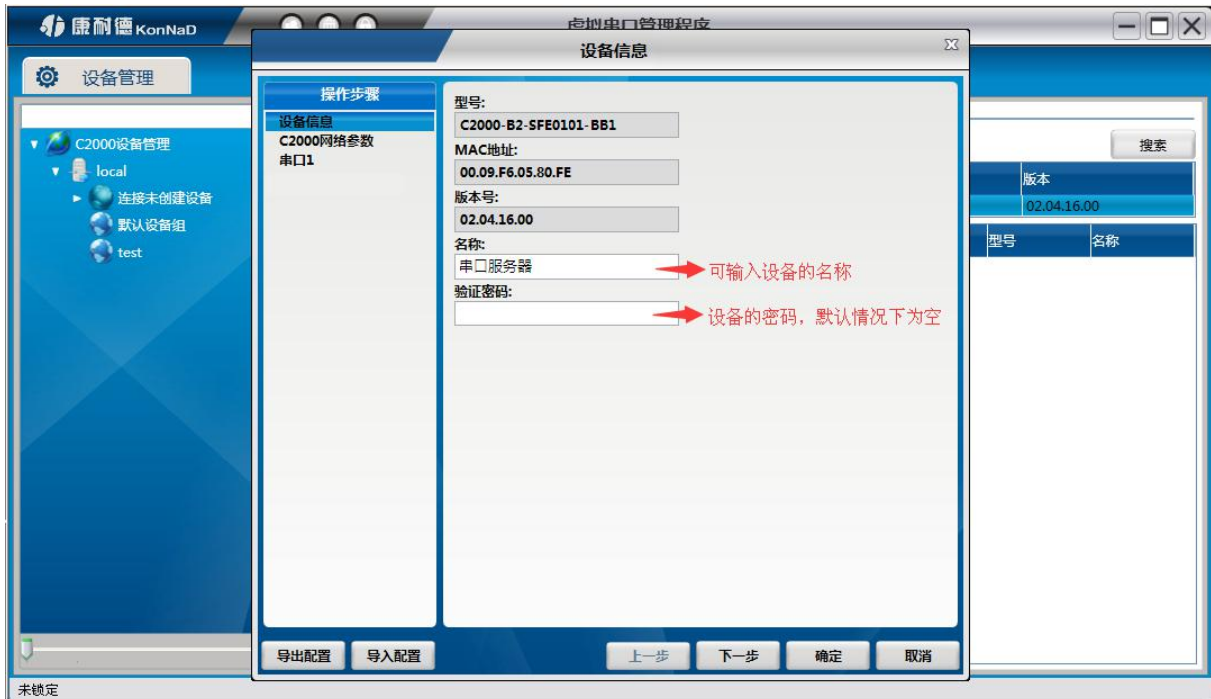 康耐德 KonNaD
虚拟串口管理程序
设备管理
C2000设备管理
local
连接未创建设备
默认设备组
test
设备信息
操作步骤
设备信息
C2000网络参数
串口1
型号:
C2000-B2-SFE0101-BB1
MAC地址:
00.09.F6.05.80.FE
版本号:
02.04.16.00
名称:
串口服务器
可输入设备的名称
验证密码:
设备的密码，默认情况下为空
导出配置
导入配置
上一步
下一步
确定
取消
搜索
版本
02.04.16.00
型号
名称
未锁定